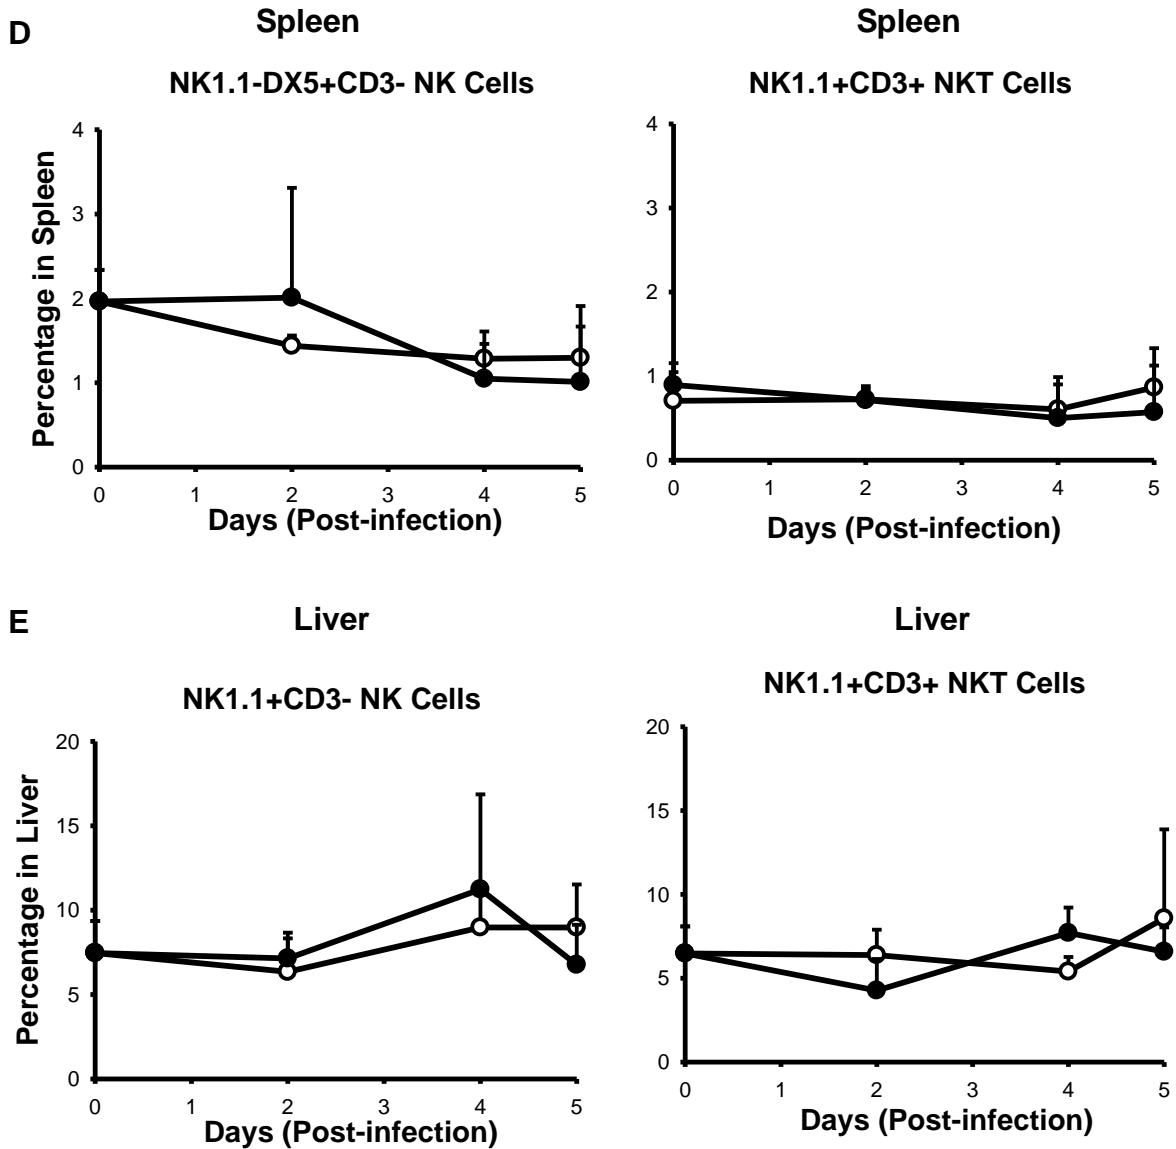 D
Spleen
Spleen
NK1.1-DX5+CD3- NK Cells
NK1.1+CD3+ NKT Cells
Percentage in Spleen
4
3
2
1
0
0 1 2 3 4 5
Days (Post-infection)
4
3
2
1
0
0 1 2 3 4 5
Days (Post-infection)
E
Liver
Liver
NK1.1+CD3- NK Cells
NK1.1+CD3+ NKT Cells
Percentage in Liver
20
15
10
5
0
0 1 2 3 4 5
Days (Post-infection)
20
15
10
5
0
0 1 2 3 4 5
Days (Post-infection)